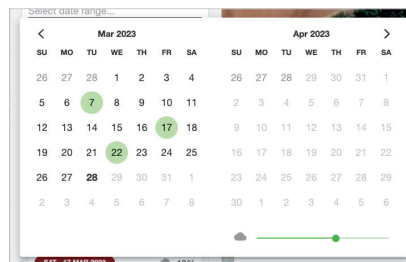 Select date range...
Mar 2023
SU MO TU WE TH FR SA
26 27 28 1 2 3 4
5 6 7 8 9 10 11
12 13 14 15 16 17 18
19 20 21 22 23 24 25
26 27 28 29 30 31 1
2 3 4 5 6 7 8
Apr 2023
SU MO TU WE TH FR SA
26 27 28 29 30 31 1
2 3 4 5 6 7 8
9 10 11 12 13 14 15
16 17 18 19 20 21 22
23 24 25 26 27 28 29
30 1 2 3 4 5 6